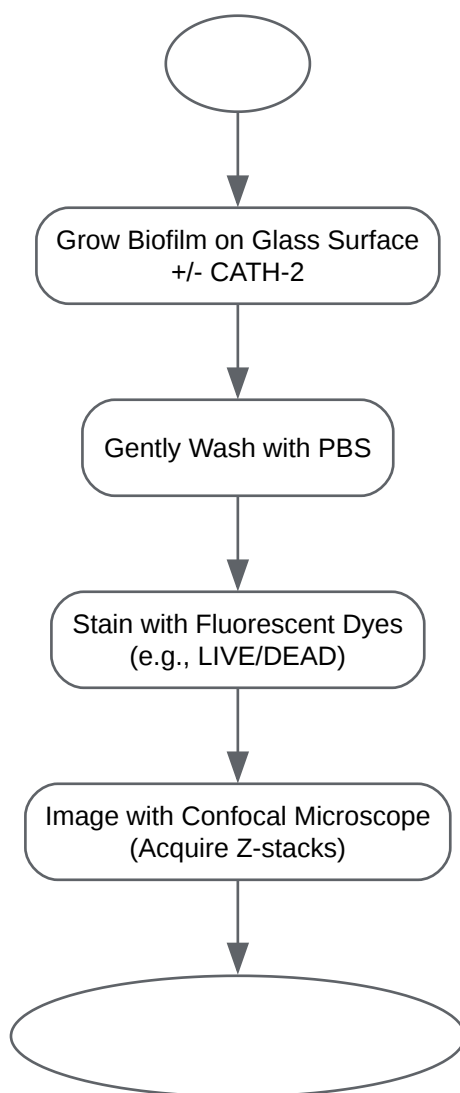 Grow Biofilm on Glass Surface
+/- CATH-2
Gently Wash with PBS
Stain with Fluorescent Dyes
(e.g., LIVE/DEAD)
Image with Confocal Microscope
(Acquire Z-stacks)